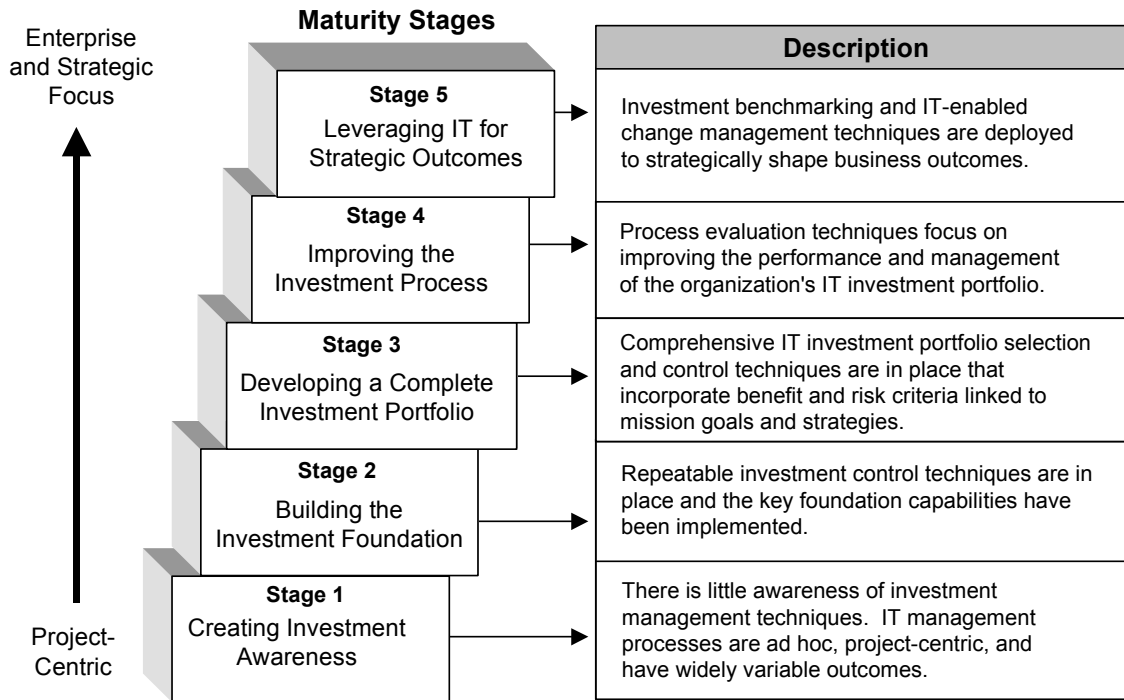 Maturity Stages
Enterprise
and Strategic
Focus
Project-
Centric
Description
Stage 5
Leveraging IT for
Strategic Outcomes
Investment benchmarking and IT-enabled
change management techniques are deployed
to strategically shape business outcomes.
Stage 4
Improving the
Investment Process
Process evaluation techniques focus on
improving the performance and management
of the organization's IT investment portfolio.
Stage 3
Developing a Complete
Investment Portfolio
Comprehensive IT investment portfolio selection
and control techniques are in place that
incorporate benefit and risk criteria linked to
mission goals and strategies.
Stage 2
Building the
Investment Foundation
Repeatable investment control techniques are in
place and the key foundation capabilities have
been implemented.
Stage 1
Creating Investment
Awareness
There is little awareness of investment
management techniques.  IT management
processes are ad hoc, project-centric, and
have widely variable outcomes.